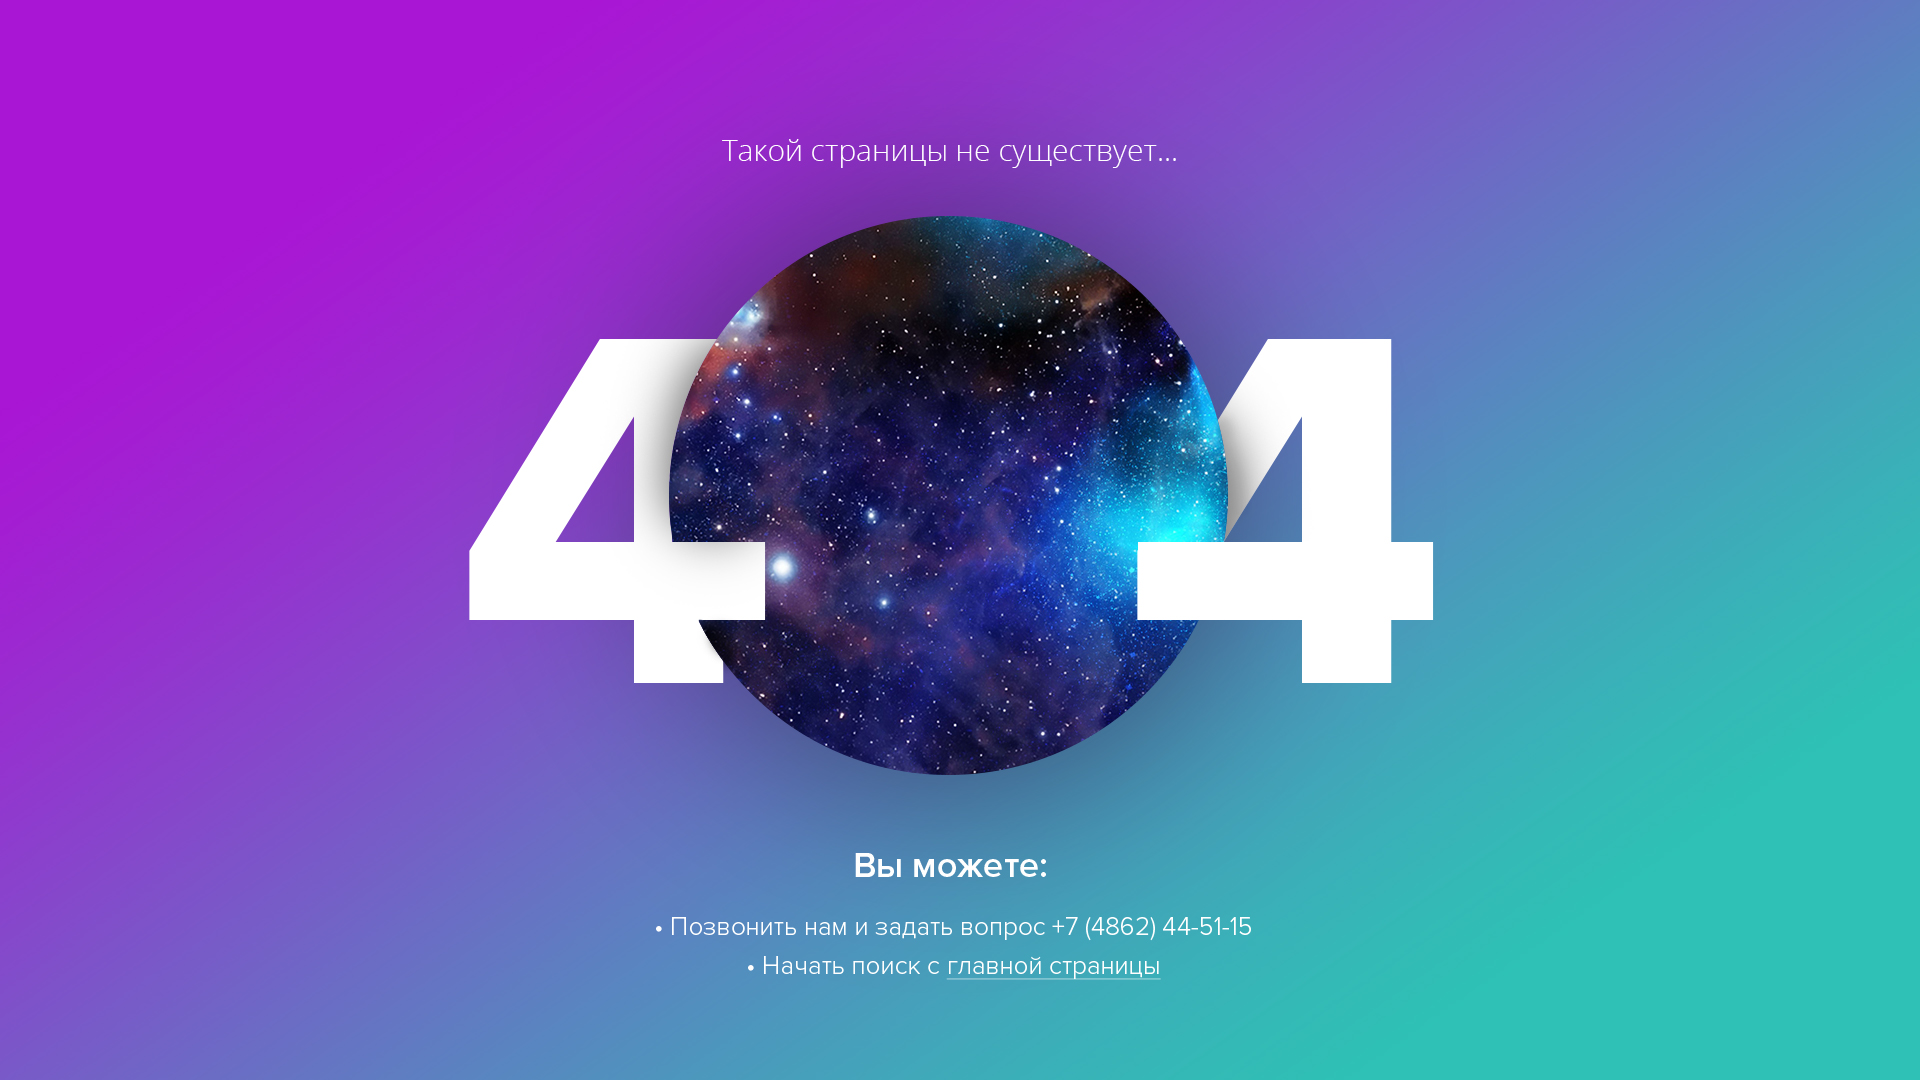 Такой страницы не существует...
4 4
Вы можете:
• Позвонить нам и задать вопрос +7 (4862) 44-51-15
• Начать поиск с главной страницы